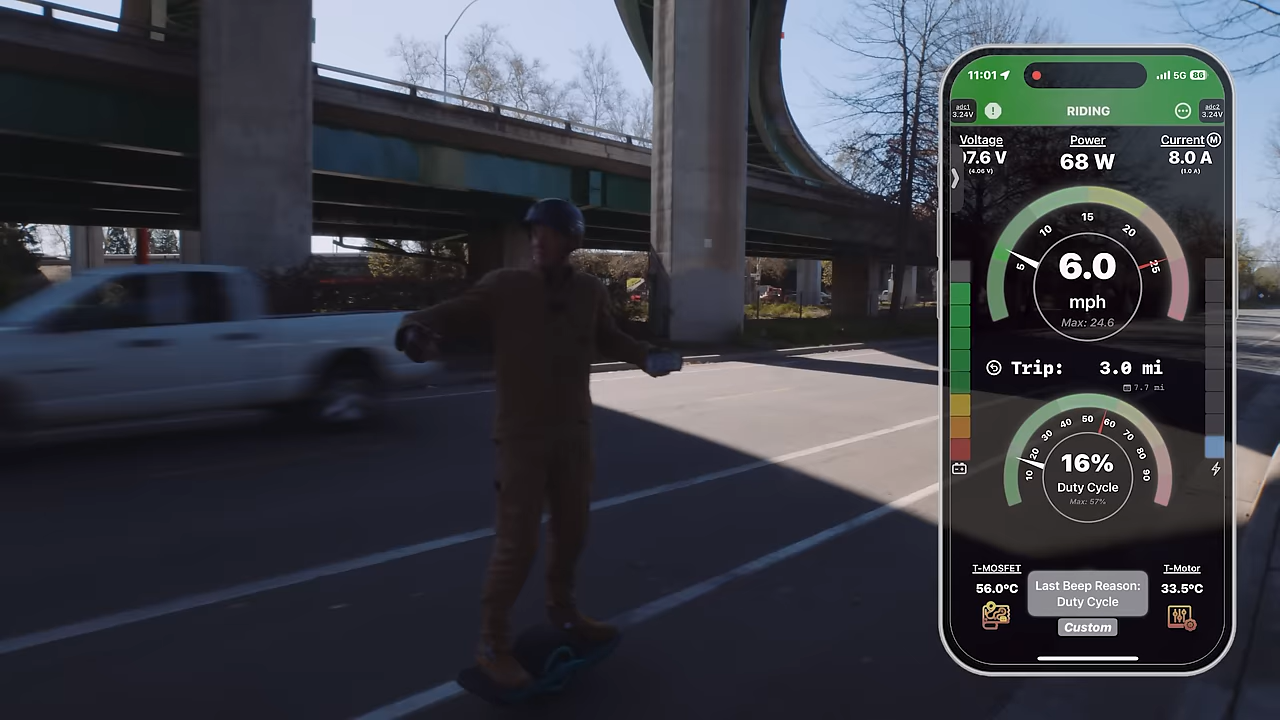 11:01 5G 86
adc1 RIDING adc2
3.24V 3.24V
Voltage Power Current M
7.6 V 68 W 8.0 A
(4.06 V) (1.0 A)
5 10 15 20 25
6.0
mph
Max: 24.6
Trip: 3.0 mi
7.7 mi
10 20 30 40 50 60 70 80 90
16%
Duty Cycle
Max: 57%
T-MOSFET T-Motor
56.0ºC 33.5ºC
Last Beep Reason:
Duty Cycle
Custom